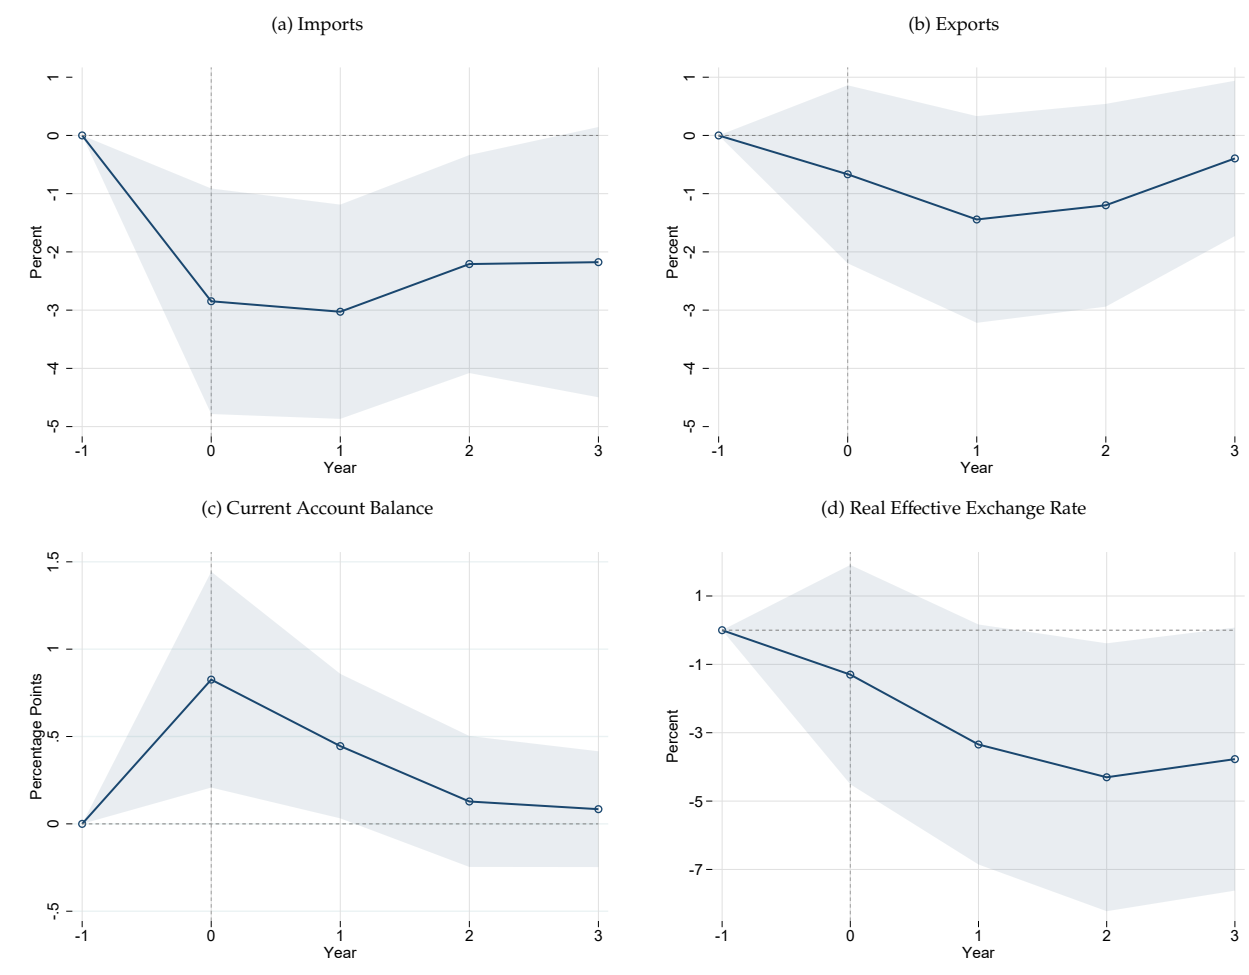 (a) Imports
Percent
1
0
-1
-2
-3
-4
-5
-1 0 1 2 3
Year
(b) Exports
Percent
1
0
-1
-2
-3
-4
-5
-1 0 1 2 3
Year
(c) Current Account Balance
Percentage Points
1.5
1
.5
0
-.5
-1 0 1 2 3
Year
(d) Real Effective Exchange Rate
Percent
1
-1
-3
-5
-7
-1 0 1 2 3
Year